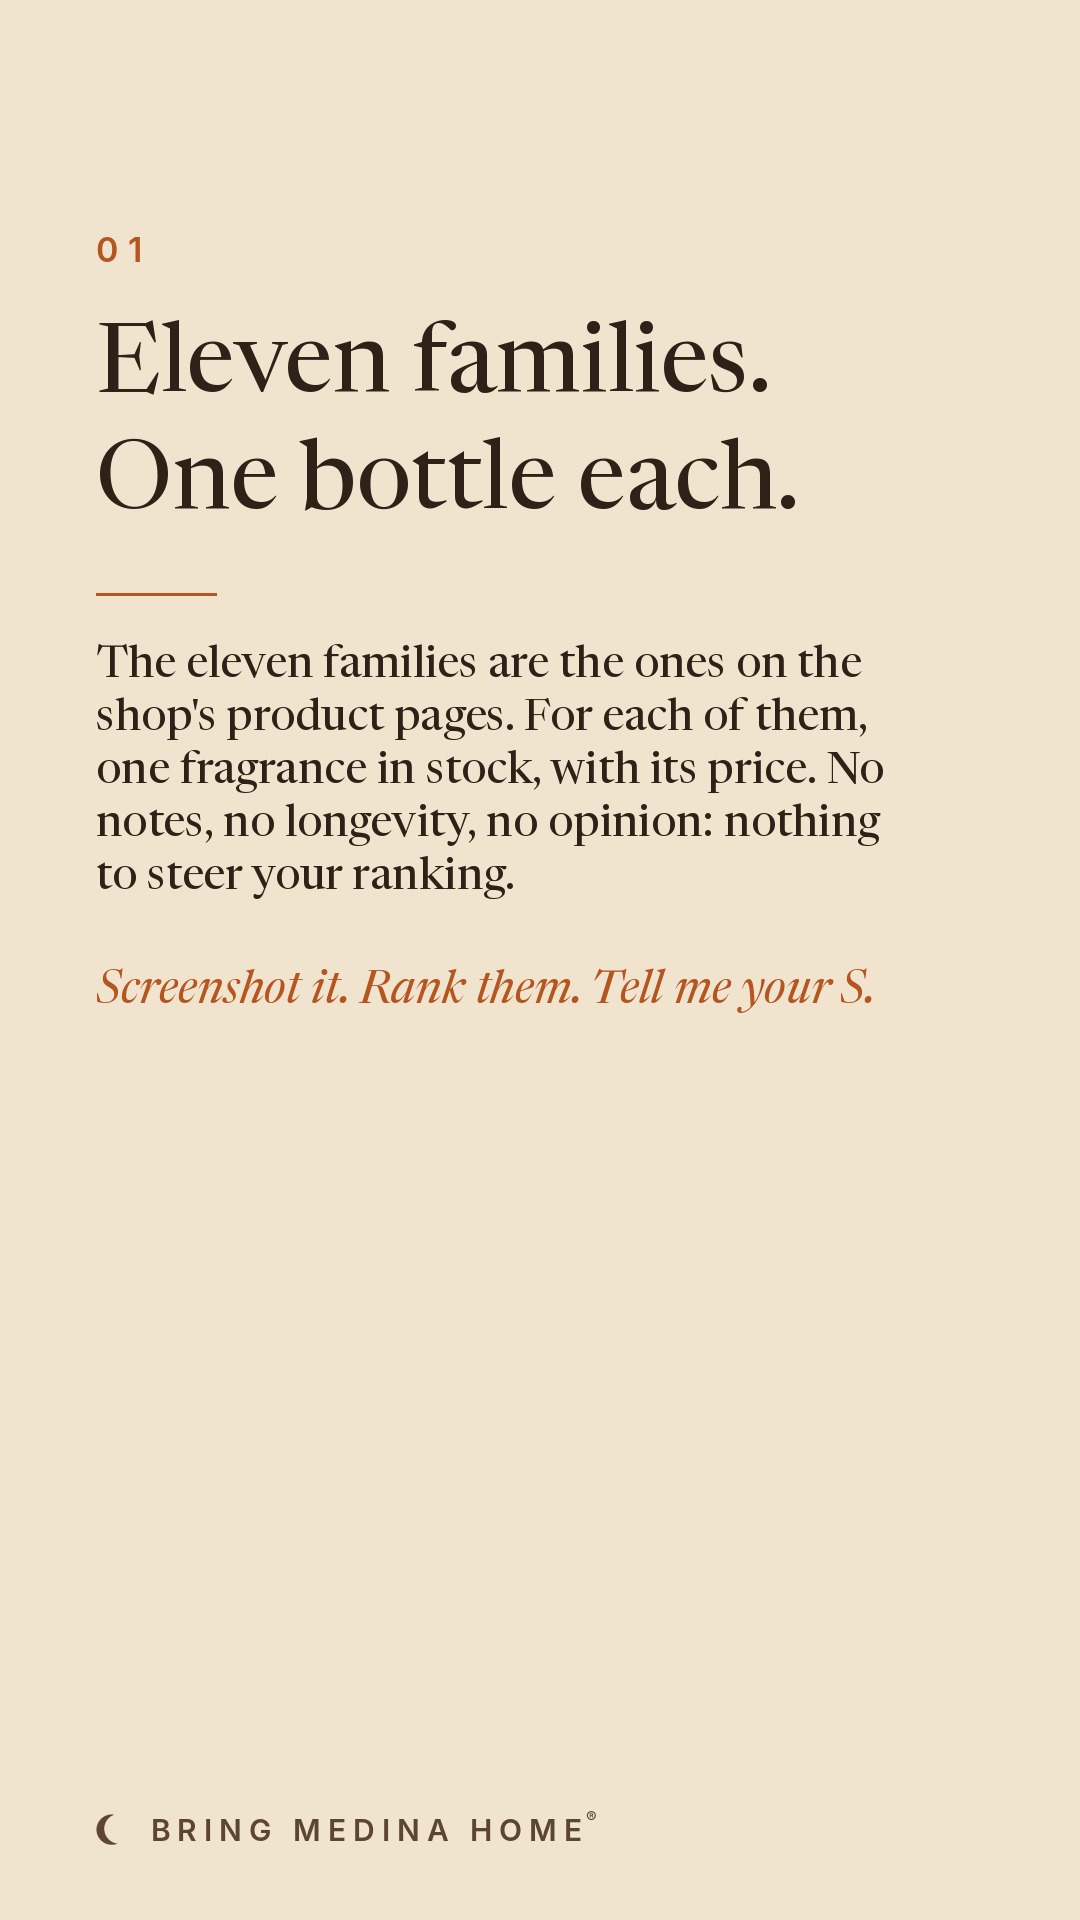 01
Eleven families.
One bottle each.
The eleven families are the ones on the
shop's product pages. For each of them,
one fragrance in stock, with its price. No
notes, no longevity, no opinion: nothing
to steer your ranking.
Screenshot it. Rank them. Tell me your S.
BRING MEDINA HOME®